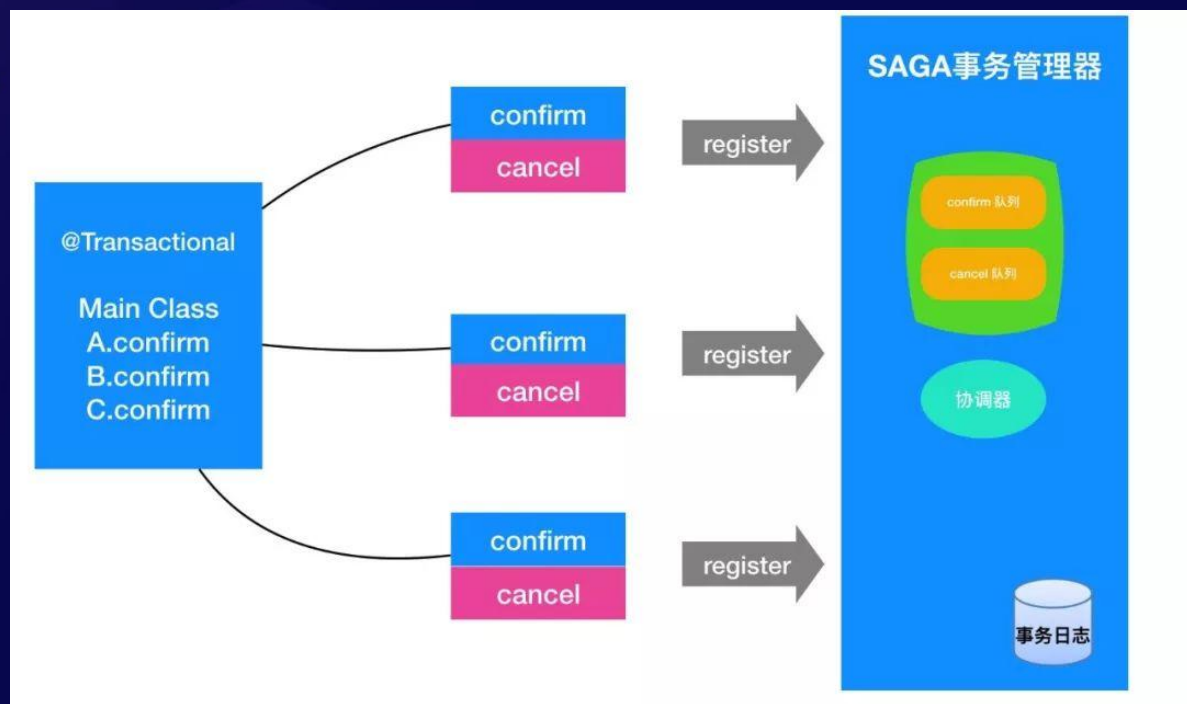 @Transactional
Main Class
A.confirm
B.confirm
C.confirm
confirm
cancel
register
confirm
cancel
register
confirm
cancel
register
SAGA事务管理器
confirm 队列
cancel 队列
协调器
事务日志